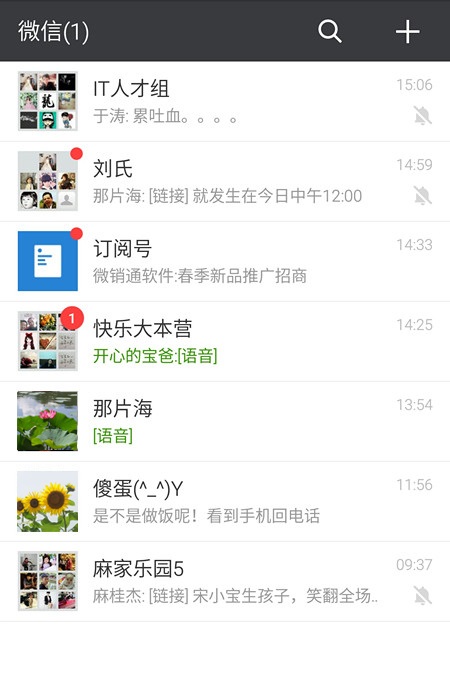 微信(1)
IT人才组
15:06
于涛: 累吐血。。。。
刘氏
14:59
那片海: [链接] 就发生在今日中午12:00
订阅号
14:33
微销通软件:春季新品推广招商
1
快乐大本营
14:25
开心的宝爸:[语音]
那片海
13:54
[语音]
傻蛋(^_^)Y
11:56
是不是做饭呢！看到手机回电话
麻家乐园5
09:37
麻桂杰: [链接] 宋小宝生孩子，笑翻全场..